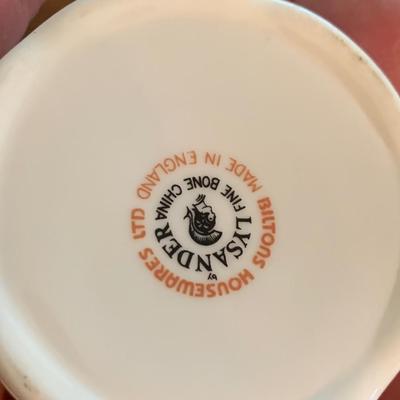 LYSANDER
FINE BONE CHINA
by
BILTONS HOUSEWARES LTD
MADE IN ENGLAND